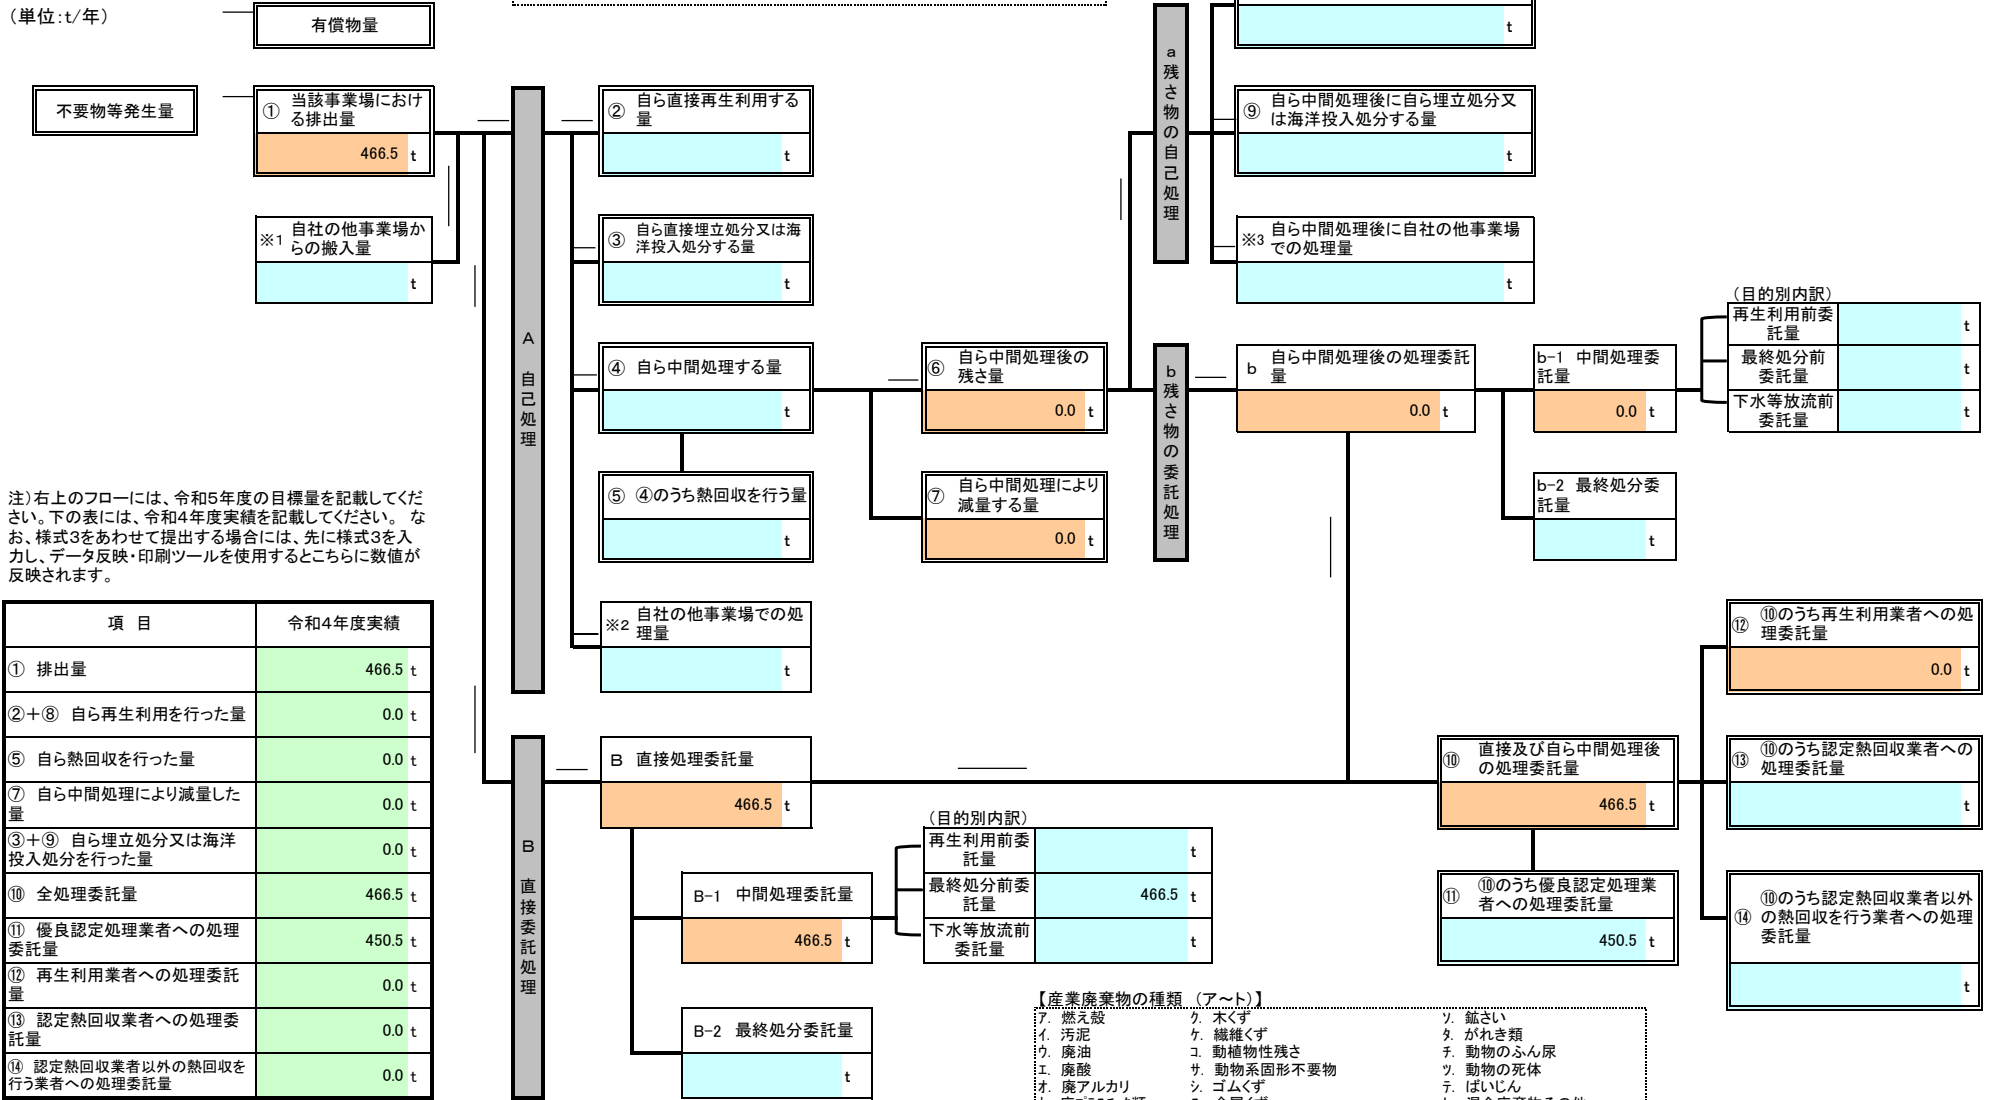 （単位：ｔ/年）
有償物量
不要物等発生量
① 当該事業場におけ
る排出量
466.5 t
※1 自社の他事業場か
らの搬入量
t
A 自己処理
② 自ら直接再生利用する
量
t
③ 自ら直接埋立処分又は海
洋投入処分する量
t
④ 自ら中間処理する量
t
⑤ ④のうち熱回収を行う量
t
※2 自社の他事業場での処
理量
t
⑥ 自ら中間処理後の
残さ量
0.0 t
⑦ 自ら中間処理により
減量する量
0.0 t
a 残さ物の自己処理
t
⑨ 自ら中間処理後に自ら埋立処分又
は海洋投入処分する量
t
※3 自ら中間処理後に自社の他事業場
での処理量
t
b 残さ物の委託処理
b 自ら中間処理後の処理委託
量
0.0 t
b-1 中間処理委
託量
0.0 t
b-2 最終処分委
託量
t
（目的別内訳）
再生利用前委
託量
t
最終処分前
委託量
t
下水等放流前
委託量
t
注）右上のフローには、令和5年度の目標量を記載してくだ
さい。下の表には、令和4年度実績を記載してください。 な
お、様式3をあわせて提出する場合には、先に様式3を入
力し、データ反映・印刷ツールを使用するとこちらに数値が
反映されます。
項 目 令和4年度実績
① 排出量 466.5 t
②＋⑧ 自ら再生利用を行った量 0.0 t
⑤ 自ら熱回収を行った量 0.0 t
⑦ 自ら中間処理により減量した
量 0.0 t
③＋⑨ 自ら埋立処分又は海洋
投入処分を行った量 0.0 t
⑩ 全処理委託量 466.5 t
⑪ 優良認定処理業者への処理
委託量 450.5 t
⑫ 再生利用業者への処理委託
量 0.0 t
⑬ 認定熱回収業者への処理委
託量 0.0 t
⑭ 認定熱回収業者以外の熱回収を
行う業者への処理委託量 0.0 t
B 直接委託処理
B 直接処理委託量
466.5 t
B-1 中間処理委託量
466.5 t
B-2 最終処分委託量
t
（目的別内訳）
再生利用前委
託量
t
最終処分前委
託量
466.5 t
下水等放流前
委託量
t
⑩ 直接及び自ら中間処理後
の処理委託量
466.5 t
⑪ ⑩のうち優良認定処理業
者への処理委託量
450.5 t
⑫ ⑩のうち再生利用業者への処
理委託量
0.0 t
⑬ ⑩のうち認定熱回収業者への
処理委託量
t
⑭ ⑩のうち認定熱回収業者以外
の熱回収を行う業者への処理
委託量
t
【産業廃棄物の種類 （ア～ト）】
ア. 燃え殻 ク. 木くず ソ. 鉱さい
イ. 汚泥 ケ. 繊維くず タ. がれき類
ウ. 廃油 コ. 動植物性残さ チ. 動物のふん尿
エ. 廃酸 サ. 動物系固形不要物 ツ. 動物の死体
オ. 廃アルカリ シ. ゴムくず テ. ばいじん